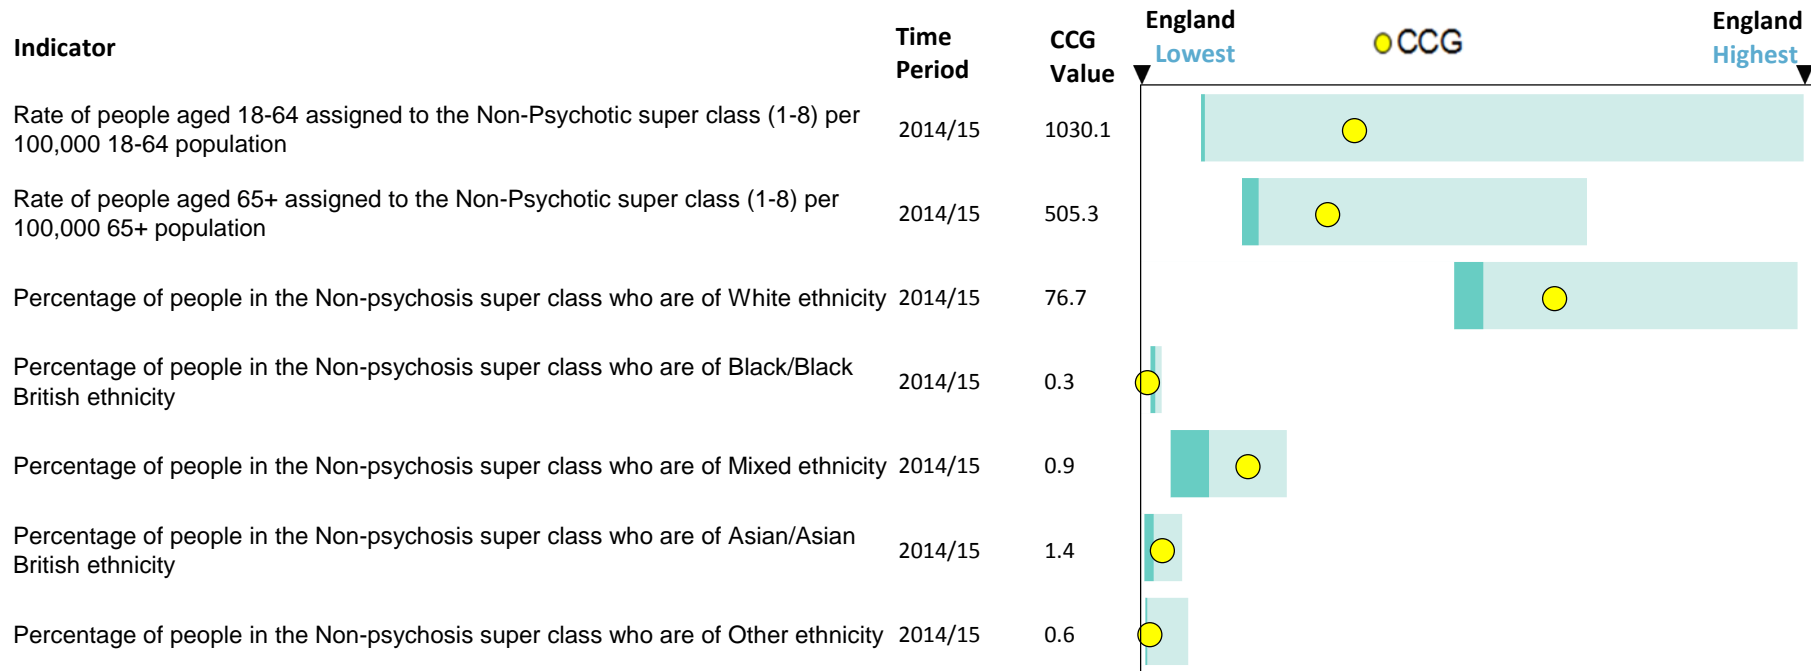 Indicator
Time
Period
CCG
Value
England
Lowest
CCG
England
Highest
Rate of people aged 18-64 assigned to the Non-Psychotic super class (1-8) per
100,000 18-64 population
2014/15
1030.1
Rate of people aged 65+ assigned to the Non-Psychotic super class (1-8) per
100,000 65+ population
2014/15
505.3
Percentage of people in the Non-psychosis super class who are of White ethnicity
2014/15
76.7
Percentage of people in the Non-psychosis super class who are of Black/Black
British ethnicity
2014/15
0.3
Percentage of people in the Non-psychosis super class who are of Mixed ethnicity
2014/15
0.9
Percentage of people in the Non-psychosis super class who are of Asian/Asian
British ethnicity
2014/15
1.4
Percentage of people in the Non-psychosis super class who are of Other ethnicity
2014/15
0.6